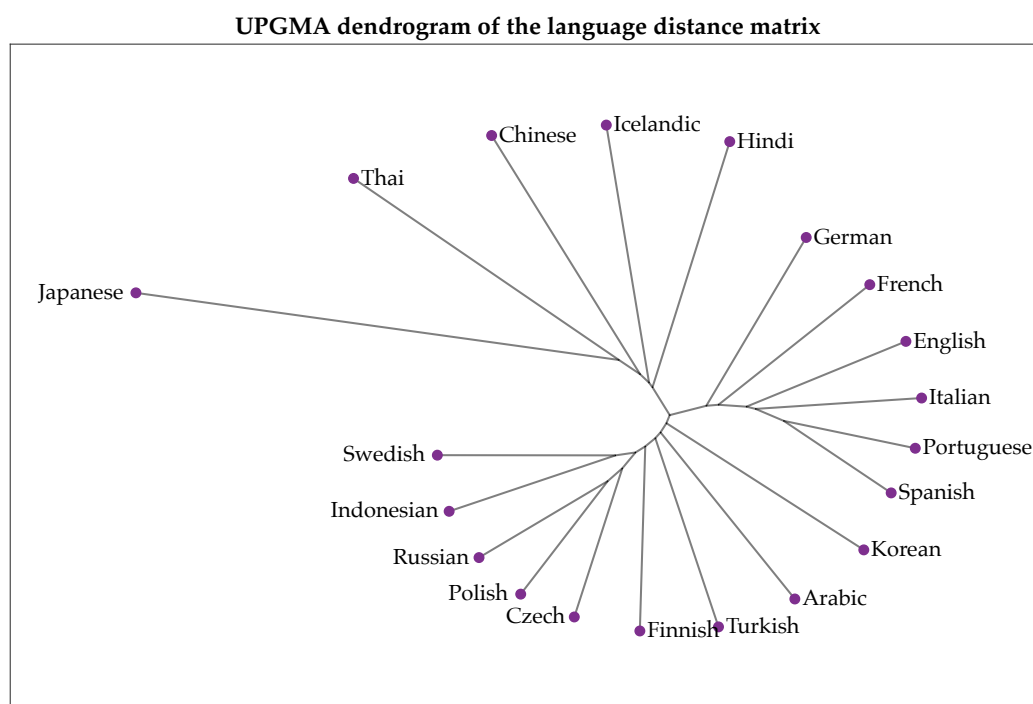 UPGMA dendrogram of the language distance matrix
Icelandic
Chinese
Hindi
Thai
German
French
Japanese
English
Italian
Portuguese
Swedish
Spanish
Indonesian
Korean
Russian
Polish
Arabic
Czech
Turkish
Finnish